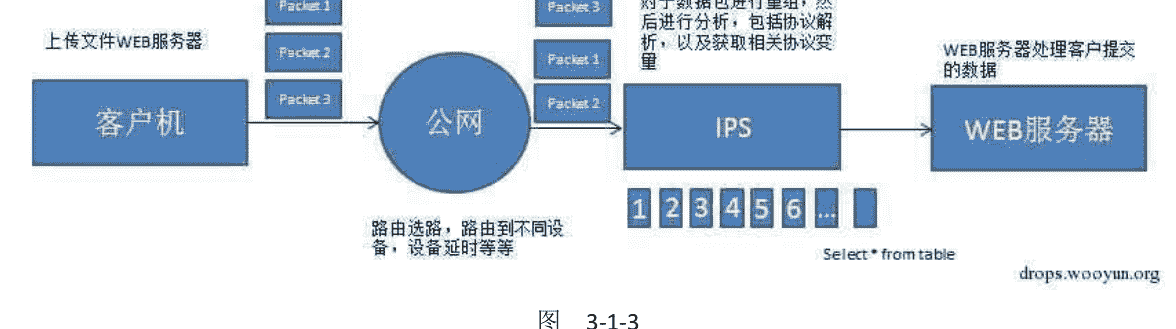 Packet 1
Packet 3
对于数据包进行重组，然
后进行分析，包括协议解
析，以及获取相关协议变
量
上传文件WEB服务器
Packet 2
Packet 1
WEB服务器处理客户提交
的数据
Packet 3
Packet 2
客户机
公网
IPS
WEB服务器
1 2 3 4 5 6 ...
路由选路，路由到不同设
备，设备延时等等
Select * from table
drops.wooyun.org
图 3-1-3